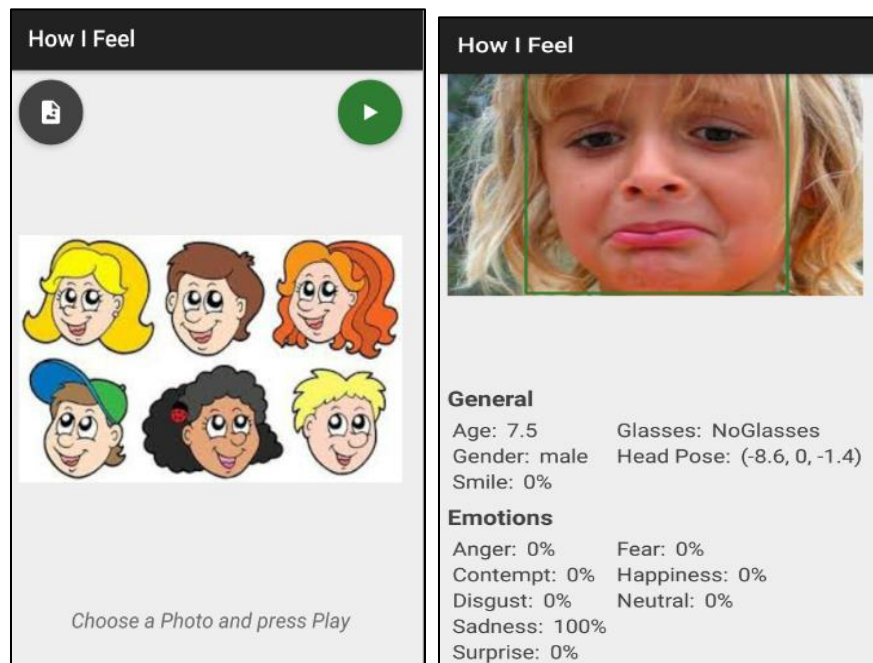 How I Feel
Choose a Photo and press Play
How I Feel
General
Age: 7.5 Glasses: NoGlasses
Gender: male Head Pose: (-8.6, 0, -1.4)
Smile: 0%
Emotions
Anger: 0% Fear: 0%
Contempt: 0% Happiness: 0%
Disgust: 0% Neutral: 0%
Sadness: 100%
Surprise: 0%